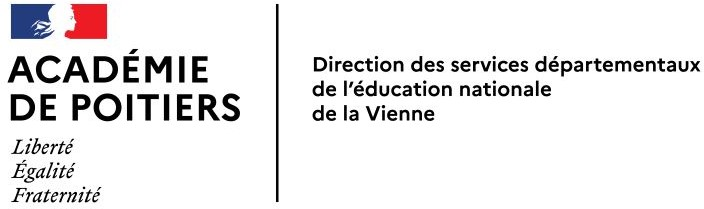 ACADÉMIE
DE POITIERS
Liberté
Égalité
Fraternité
Direction des services départementaux
de l'éducation nationale
de la Vienne